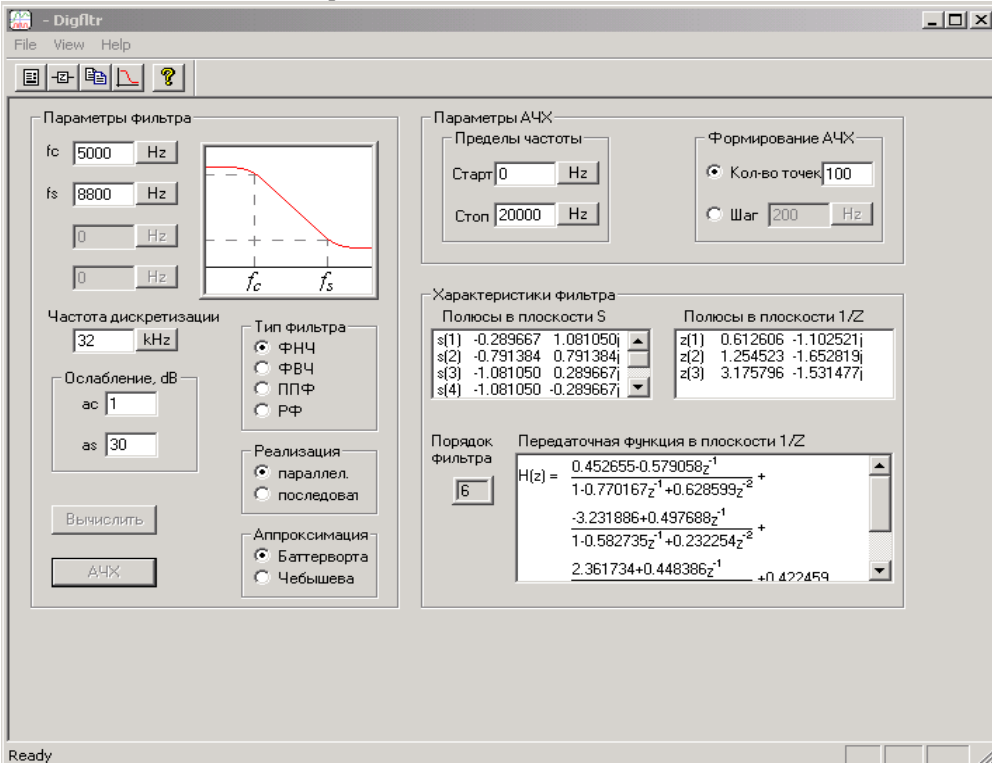 - Digfltr
File View Help
Параметры фильтра
fc 5000 Hz
fs 8800 Hz
0 Hz
0 Hz
fc fs
Частота дискретизации
32 kHz
Ослабление, dB
ac 1
as 30
Вычислить
АЧХ
Тип фильтра
ФНЧ
ФВЧ
ППФ
РФ
Реализация
параллел.
последоват
Аппроксимация
Баттерворта
Чебышева
Параметры АЧХ
Пределы частоты
Старт 0 Hz
Стоп 20000 Hz
Формирование АЧХ
Кол-во точек 100
Шаг 200 Hz
Характеристики фильтра
Полюсы в плоскости S
s(1) -0.289667 1.081050j
s(2) -0.791384 0.791384j
s(3) -1.081050 0.289667j
s(4) -1.081050 -0.289667j
Полюсы в плоскости 1/Z
z(1) 0.612606 -1.102521j
z(2) 1.254523 -1.652819j
z(3) 3.175796 -1.531477j
Порядок фильтра
6
Передаточная функция в плоскости 1/Z
0.452655-0.579058z⁻¹
H(z) = +
1-0.770167z⁻¹+0.628599z⁻²
-3.231886+0.497688z⁻¹
+
1-0.582735z⁻¹+0.232254z⁻²
2.361734+0.448386z⁻¹
+0.422459
Ready